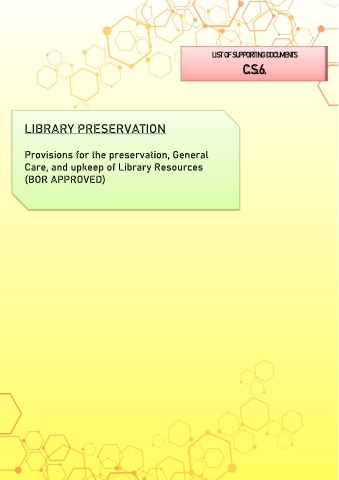 LIST OF SUPPORTING DOCUMENTS
C.S.6.
LIBRARY PRESERVATION
Provisions for the preservation, General
Care, and upkeep of Library Resources
(BOR APPROVED)